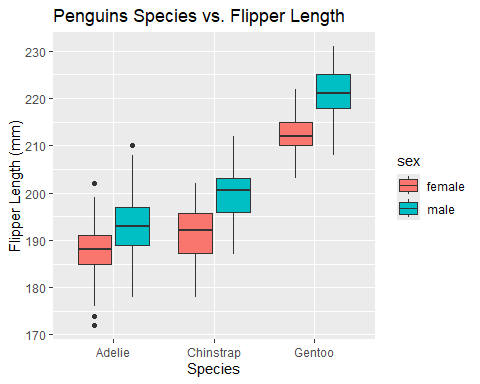 Penguins Species vs. Flipper Length
Flipper Length (mm)
230
220
210
200
190
180
170
Adelie Chinstrap Gentoo
Species
sex
female
male